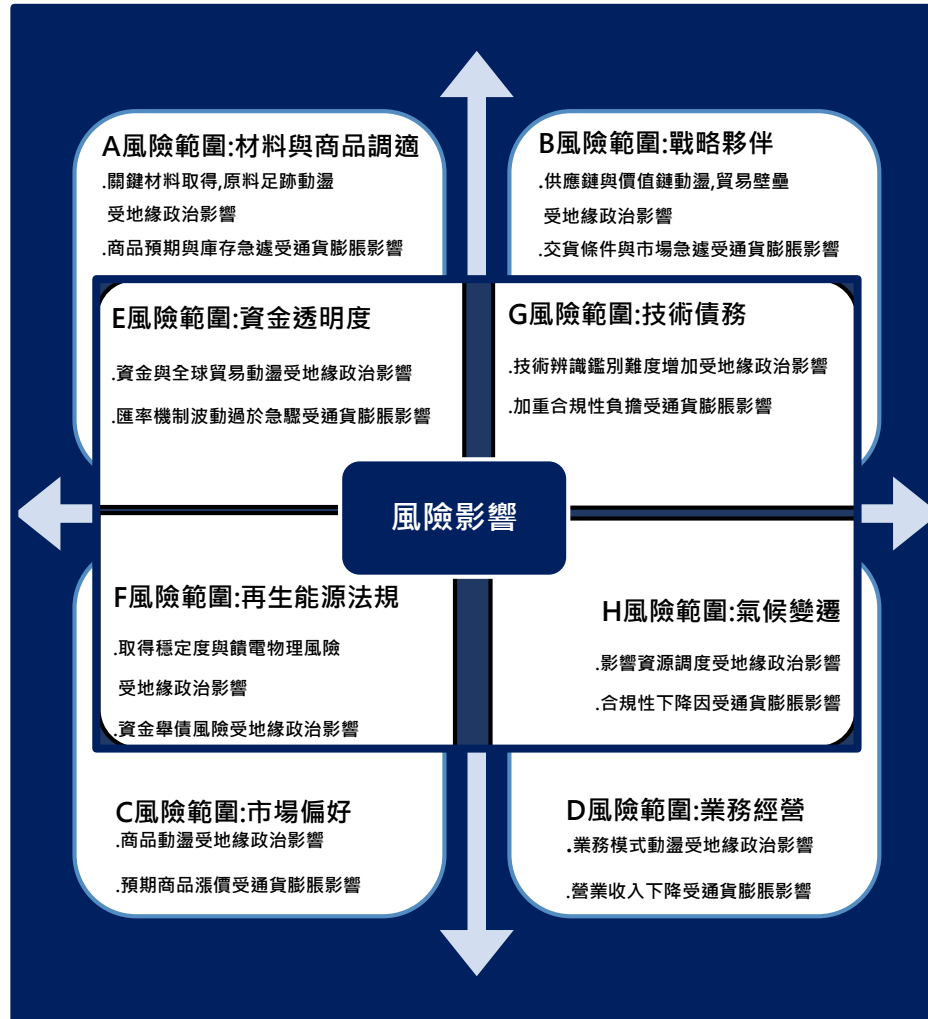 A風險範圍:材料與商品調適
.關鍵材料取得,原料足跡動盪
受地緣政治影響
.商品預期與庫存急遽受通貨膨脹影響
B風險範圍:戰略夥伴
.供應鏈與價值鏈動盪,貿易壁壘
受地緣政治影響
.交貨條件與市場急遽受通貨膨脹影響
E風險範圍:資金透明度
.資金與全球貿易動盪受地緣政治影響
.匯率機制波動過於急驟受通貨膨脹影響
G風險範圍:技術債務
.技術辨識鑑別難度增加受地緣政治影響
.加重合規性負擔受通貨膨脹影響
風險影響
F風險範圍:再生能源法規
.取得穩定度與饋電物理風險
受地緣政治影響
.資金舉債風險受地緣政治影響
H風險範圍:氣候變遷
.影響資源調度受地緣政治影響
.合規性下降因受通貨膨脹影響
C風險範圍:市場偏好
.商品動盪受地緣政治影響
.預期商品漲價受通貨膨脹影響
D風險範圍:業務經營
.業務模式動盪受地緣政治影響
.營業收入下降受通貨膨脹影響